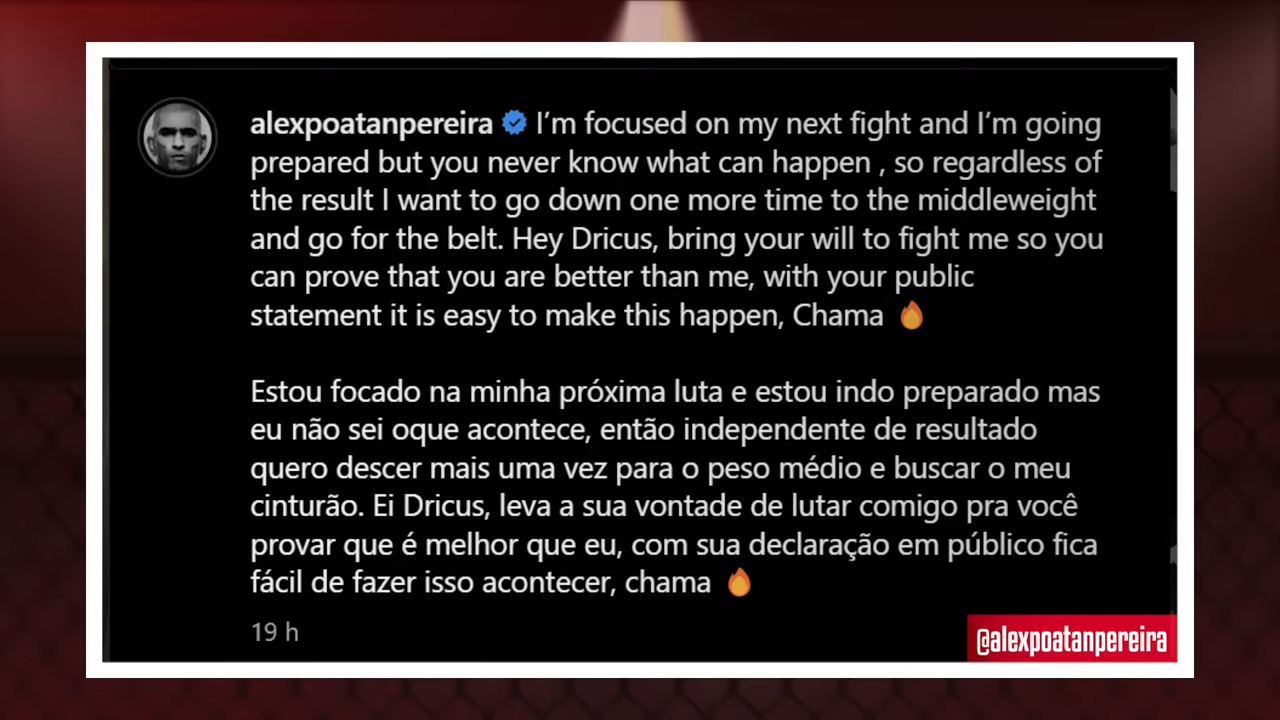 alexpoatanpereira I’m focused on my next fight and I’m going
prepared but you never know what can happen , so regardless of
the result I want to go down one more time to the middleweight
and go for the belt. Hey Dricus, bring your will to fight me so you
can prove that you are better than me, with your public
statement it is easy to make this happen, Chama 🔥
Estou focado na minha próxima luta e estou indo preparado mas
eu não sei oque acontece, então independente de resultado
quero descer mais uma vez para o peso médio e buscar o meu
cinturão. Ei Dricus, leva a sua vontade de lutar comigo pra você
provar que é melhor que eu, com sua declaração em público fica
fácil de fazer isso acontecer, chama 🔥
19 h
@alexpoatanpereira